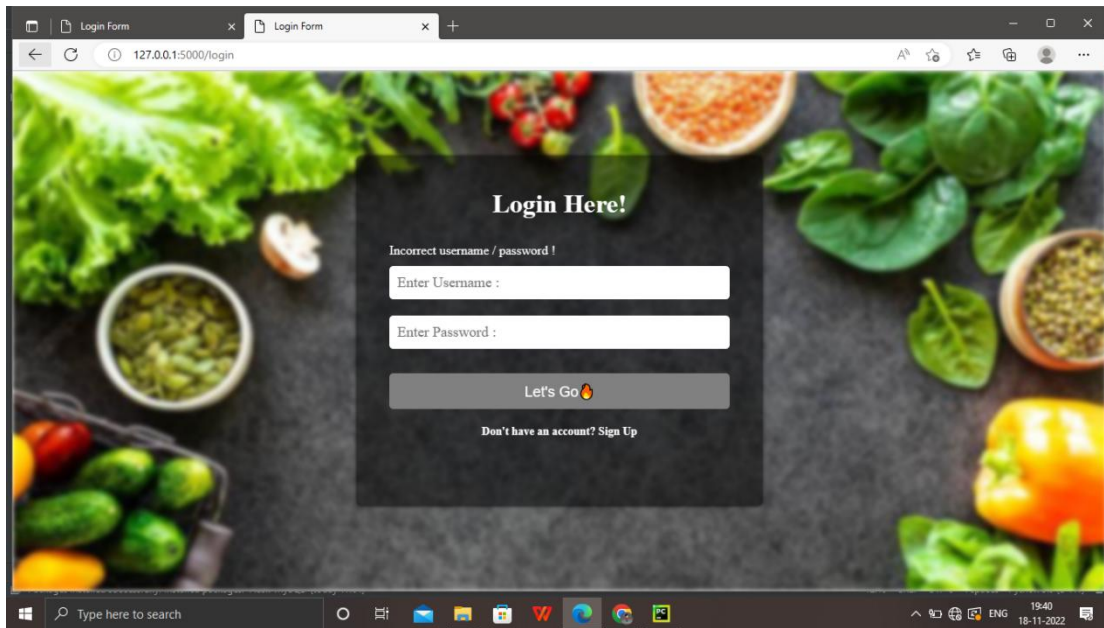 Login Form
Login Form
127.0.0.1:5000/login
Login Here!
Incorrect username / password !
Enter Username :
Enter Password :
Let's Go🔥
Don't have an account? Sign Up
Type here to search
ENG
19:40
18-11-2022